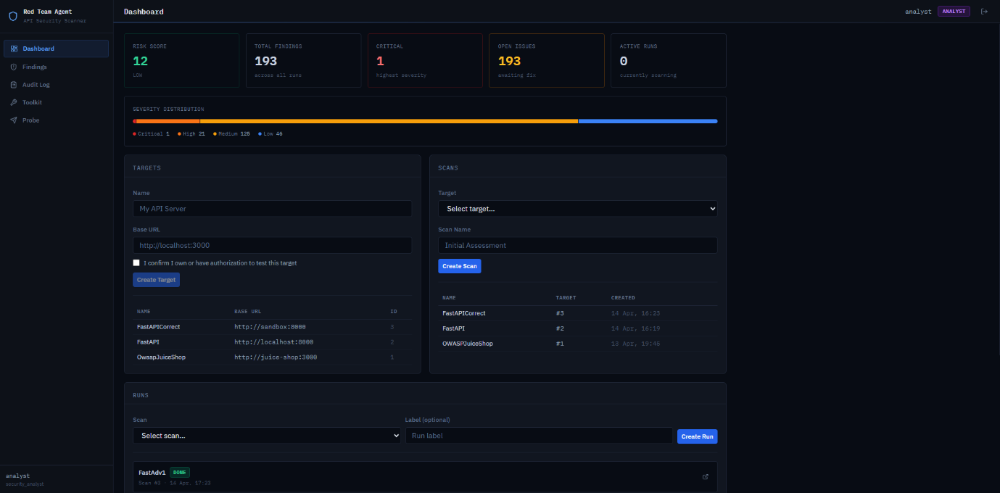 Red Team Agent
API Security Scanner
Dashboard
Findings
Audit Log
Toolkit
Probe
analyst
security_analyst
Dashboard
analyst ANALYST
RISK SCORE
12
LOW
TOTAL FINDINGS
193
across all runs
CRITICAL
1
highest severity
OPEN ISSUES
193
awaiting fix
ACTIVE RUNS
0
currently scanning
SEVERITY DISTRIBUTION
Critical 1 High 21 Medium 125 Low 46
TARGETS
Name
My API Server
Base URL
http://localhost:3000
I confirm I own or have authorization to test this target
Create Target
NAME BASE URL ID
FastAPICorrect http://sandbox:8000 3
FastAPI http://localhost:8000 2
OwaspJuiceShop http://juice-shop:3000 1
SCANS
Target
Select target...
Scan Name
Initial Assessment
Create Scan
NAME TARGET CREATED
FastAPICorrect #3 14 Apr, 16:23
FastAPI #2 14 Apr, 16:19
OWASPJuiceShop #1 13 Apr, 19:45
RUNS
Scan
Select scan...
Label (optional)
Run label
Create Run
FastAdv1 DONE
Scan #3 · 14 Apr, 17:23